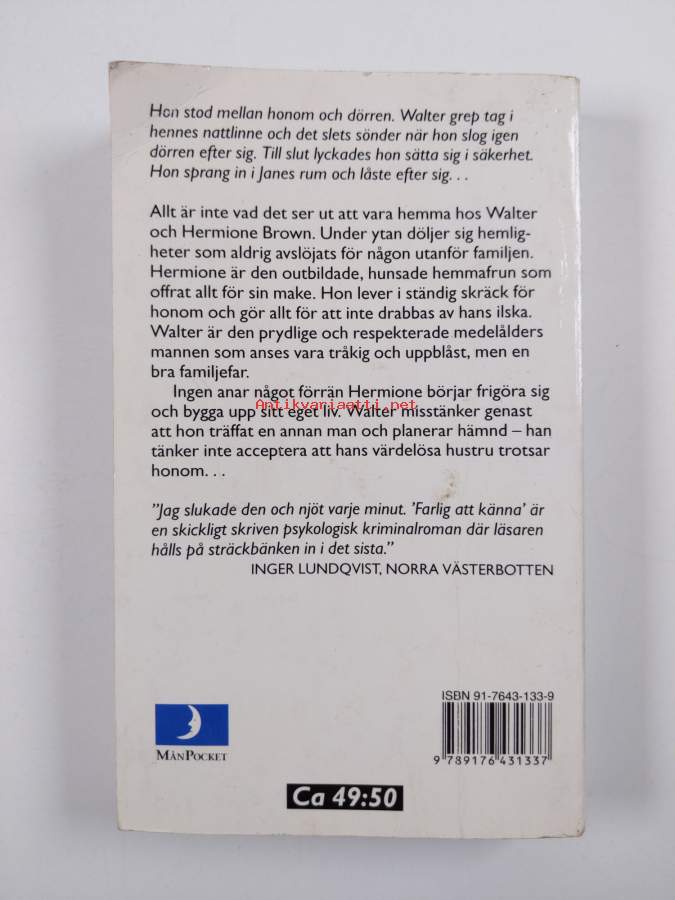 Hon stod mellan honom och dörren. Walter grep tag i
hennes nattlinne och det slets sönder när hon slog igen
dörren efter sig. Till slut lyckades hon sätta sig i säkerhet.
Hon sprang in i Janes rum och låste efter sig. . .
Allt är inte vad det ser ut att vara hemma hos Walter
och Hermione Brown. Under ytan döljer sig hemlig-
heter som aldrig avslöjats för någon utanför familjen.
Hermione är den outbildade, hunsade hemmafrun som
offrat allt för sin make. Hon lever i ständig skräck för
honom och gör allt för att inte drabbas av hans ilska.
Walter är den prydlige och respekterade medelålders
mannen som anses vara tråkig och uppblåst, men en
bra familjefar.
Ingen anar något förrän Hermione börjar frigöra sig
Antikvariaatti.net
och bygga upp sitt eget liv. Walter misstänker genast
att hon träffat en annan man och planerar hämnd – han
tänker inte acceptera att hans värdelösa hustru trotsar
honom. . .
"Jag slukade den och njöt varje minut. 'Farlig att känna' är
en skickligt skriven psykologisk kriminalroman där läsaren
hålls på sträckbänken in i det sista."
INGER LUNDQVIST, NORRA VÄSTERBOTTEN
ISBN 91-7643-133-9
9 789176 431337
MÅNPOCKET
Ca 49:50